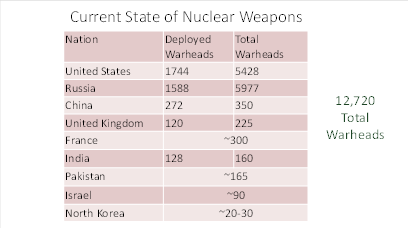 Current State of Nuclear Weapons
Nation Deployed Warheads Total Warheads
United States 1744 5428
Russia 1588 5977
China 272 350
United Kingdom 120 225
France ~300
India 128 160
Pakistan ~165
Israel ~90
North Korea ~20-30
12,720
Total
Warheads